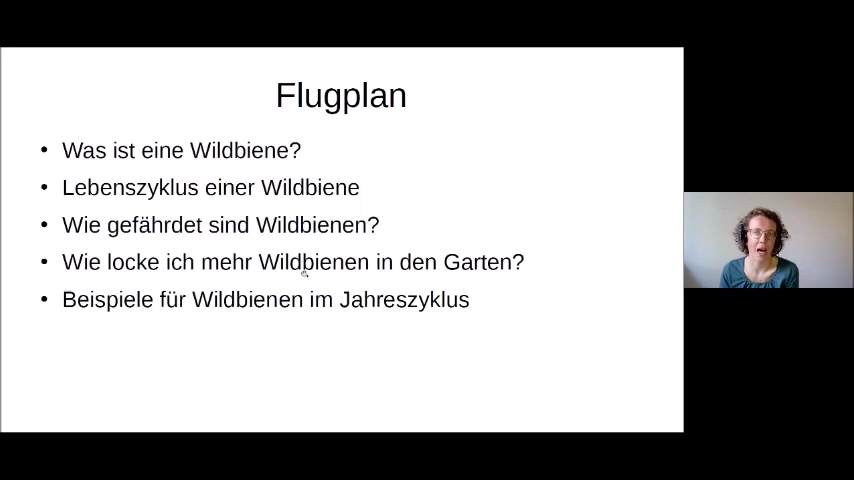 Flugplan
• Was ist eine Wildbiene?
• Lebenszyklus einer Wildbiene
• Wie gefährdet sind Wildbienen?
• Wie locke ich mehr Wildbienen in den Garten?
• Beispiele für Wildbienen im Jahreszyklus